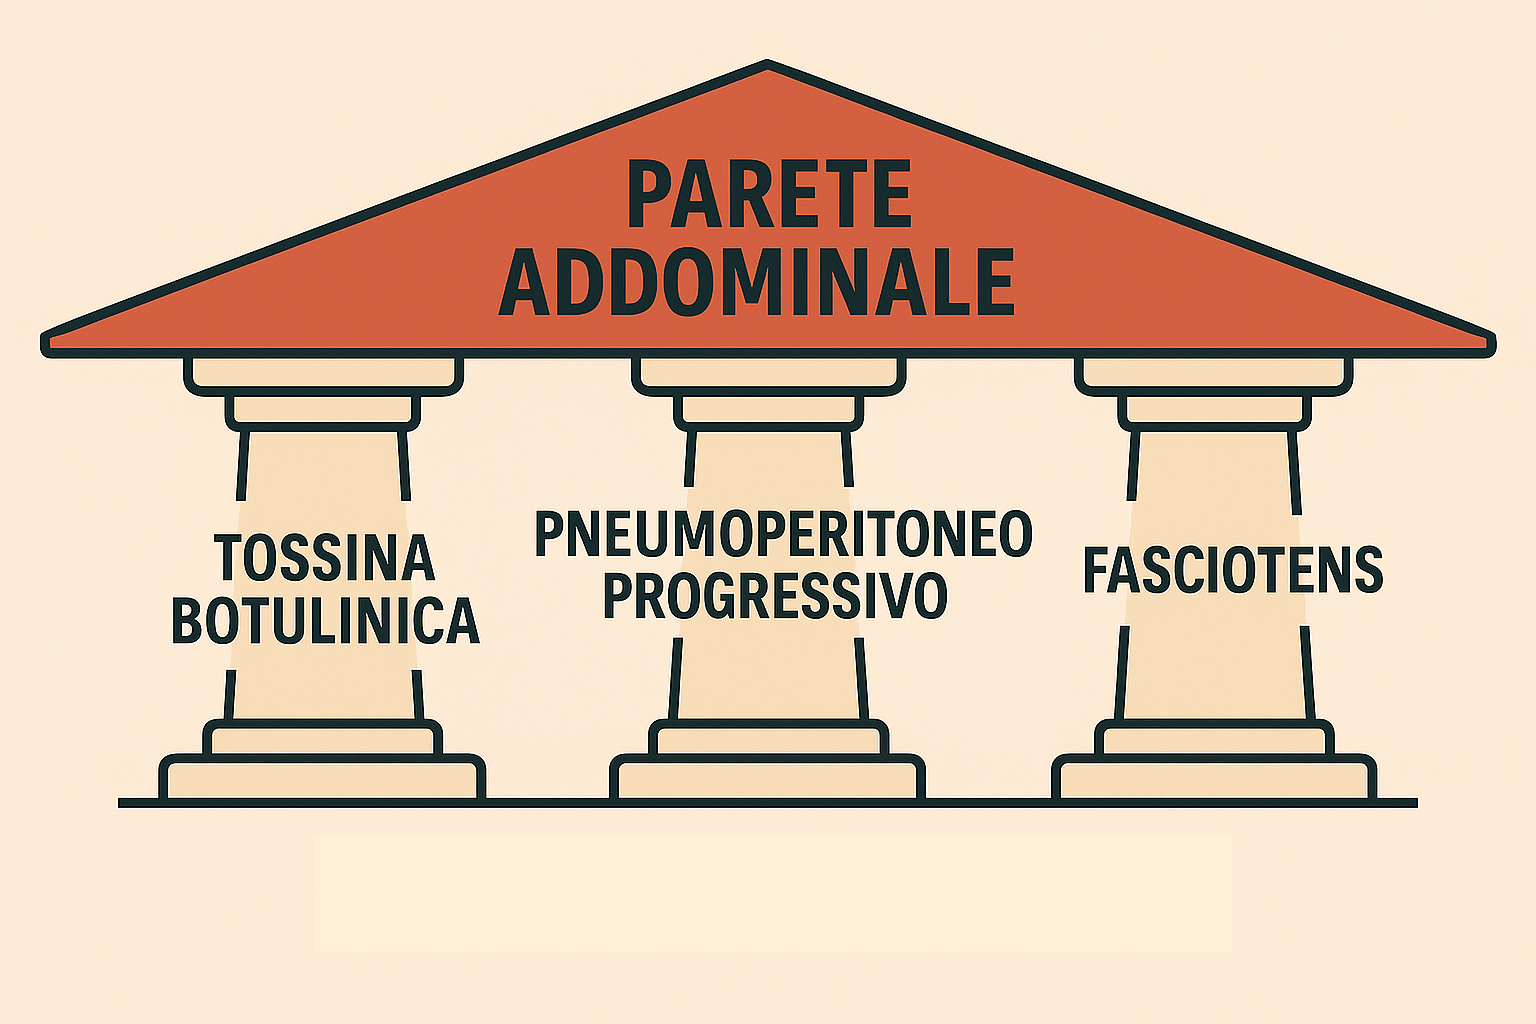 PARETE
ADDOMINALE
TOSSINA
BOTULINICA
PNEUMOPERITONEO
PROGRESSIVO
FASCIOTENS